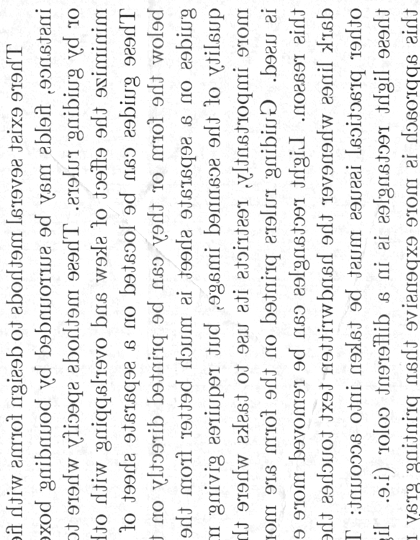 There exist several methods to design forms with fi
instance, fields may be surrounded by bounding boxe
or by guiding rulers. These methods specify where to
minimize the effect of skew and overlapping with oth
These guides can be located on a separate sheet of
below the form or they can be printed directly on t
guides on a separate sheet is much better from the
quality of the scanned image, but requires giving m
more importantly, restricts its use to tasks where th
is used. Guiding rulers printed on the form are mor
this reason. Light rectangles can be removed more e
dark lines whenever the handwritten text touches the
other practical issues must be taken into account: T
these light rectangles is in a different color (i.e. li
this approach is more expensive than printing gray